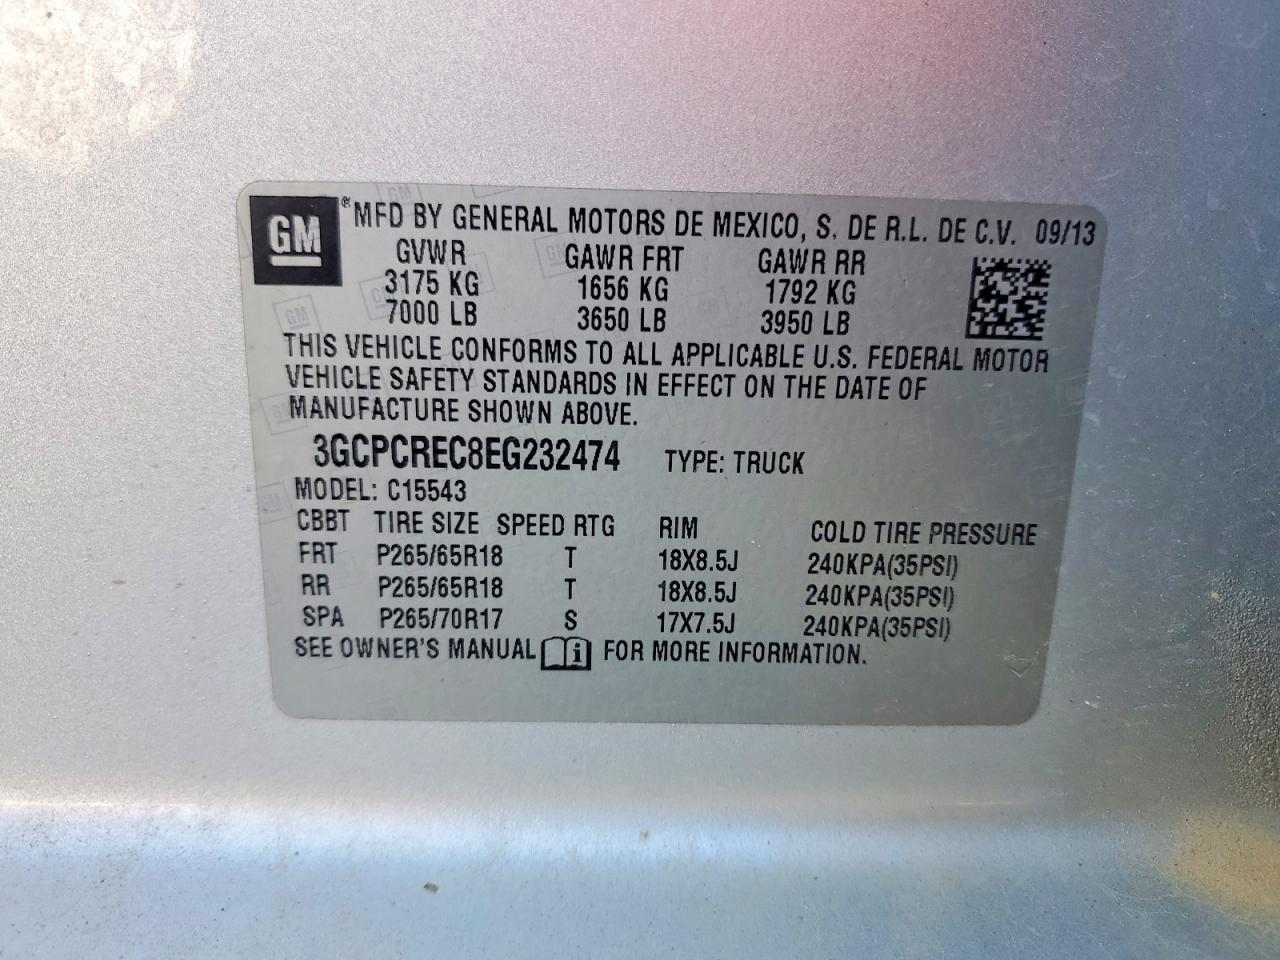 GM ® MFD BY GENERAL MOTORS DE MEXICO, S. DE R.L. DE C.V. 09/13
GVWR GAWR FRT GAWR RR
3175 KG 1656 KG 1792 KG
7000 LB 3650 LB 3950 LB
THIS VEHICLE CONFORMS TO ALL APPLICABLE U.S. FEDERAL MOTOR
VEHICLE SAFETY STANDARDS IN EFFECT ON THE DATE OF
MANUFACTURE SHOWN ABOVE.
3GCPCREC8EG232474 TYPE: TRUCK
MODEL: C15543
CBBT TIRE SIZE SPEED RTG RIM COLD TIRE PRESSURE
FRT P265/65R18 T 18X8.5J 240KPA(35PSI)
RR P265/65R18 T 18X8.5J 240KPA(35PSI)
SPA P265/70R17 S 17X7.5J 240KPA(35PSI)
SEE OWNER'S MANUAL i FOR MORE INFORMATION.